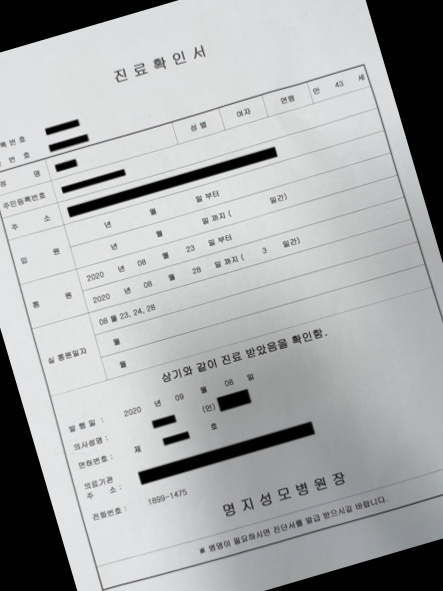 진 료 확 인 서
록 번 호
번 호
성 명 성 별 여자 연령 만 43 세
주민등록번호
주 소
입 원 년 월 일 부터
년 월 일 까지 ( 일간)
통 원 2020 년 08 월 23 일 부터
2020 년 08 월 28 일 까지 ( 3 일간)
실 통원일자 08 월 23, 24, 28
월
월
상기와 같이 진료 받았음을 확인함.
발 행 일 : 2020 년 09 월 08 일
의사성명 : (인)
면허번호 : 제 호
의료기관
주 소 :
전화번호 : 1899-1475
명 지 성 모 병 원 장
※ 병명이 필요하시면 진단서를 발급 받으시길 바랍니다.